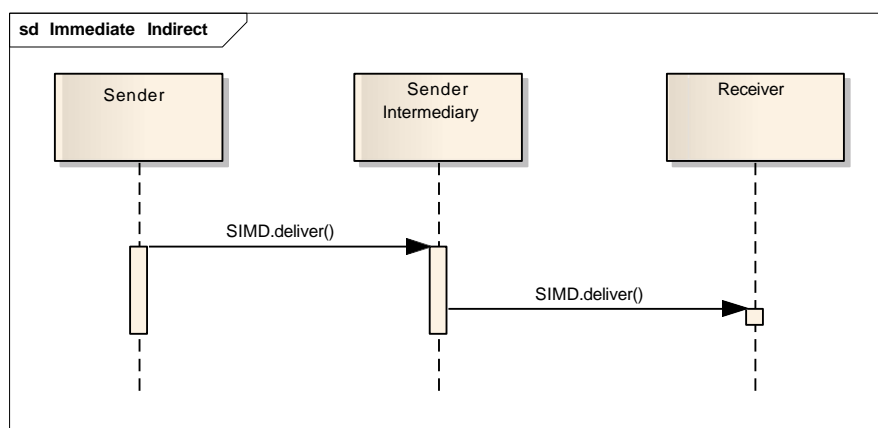 sd Immediate Indirect
Sender
Sender
Intermediary
Receiver
SIMD.deliver()
SIMD.deliver()